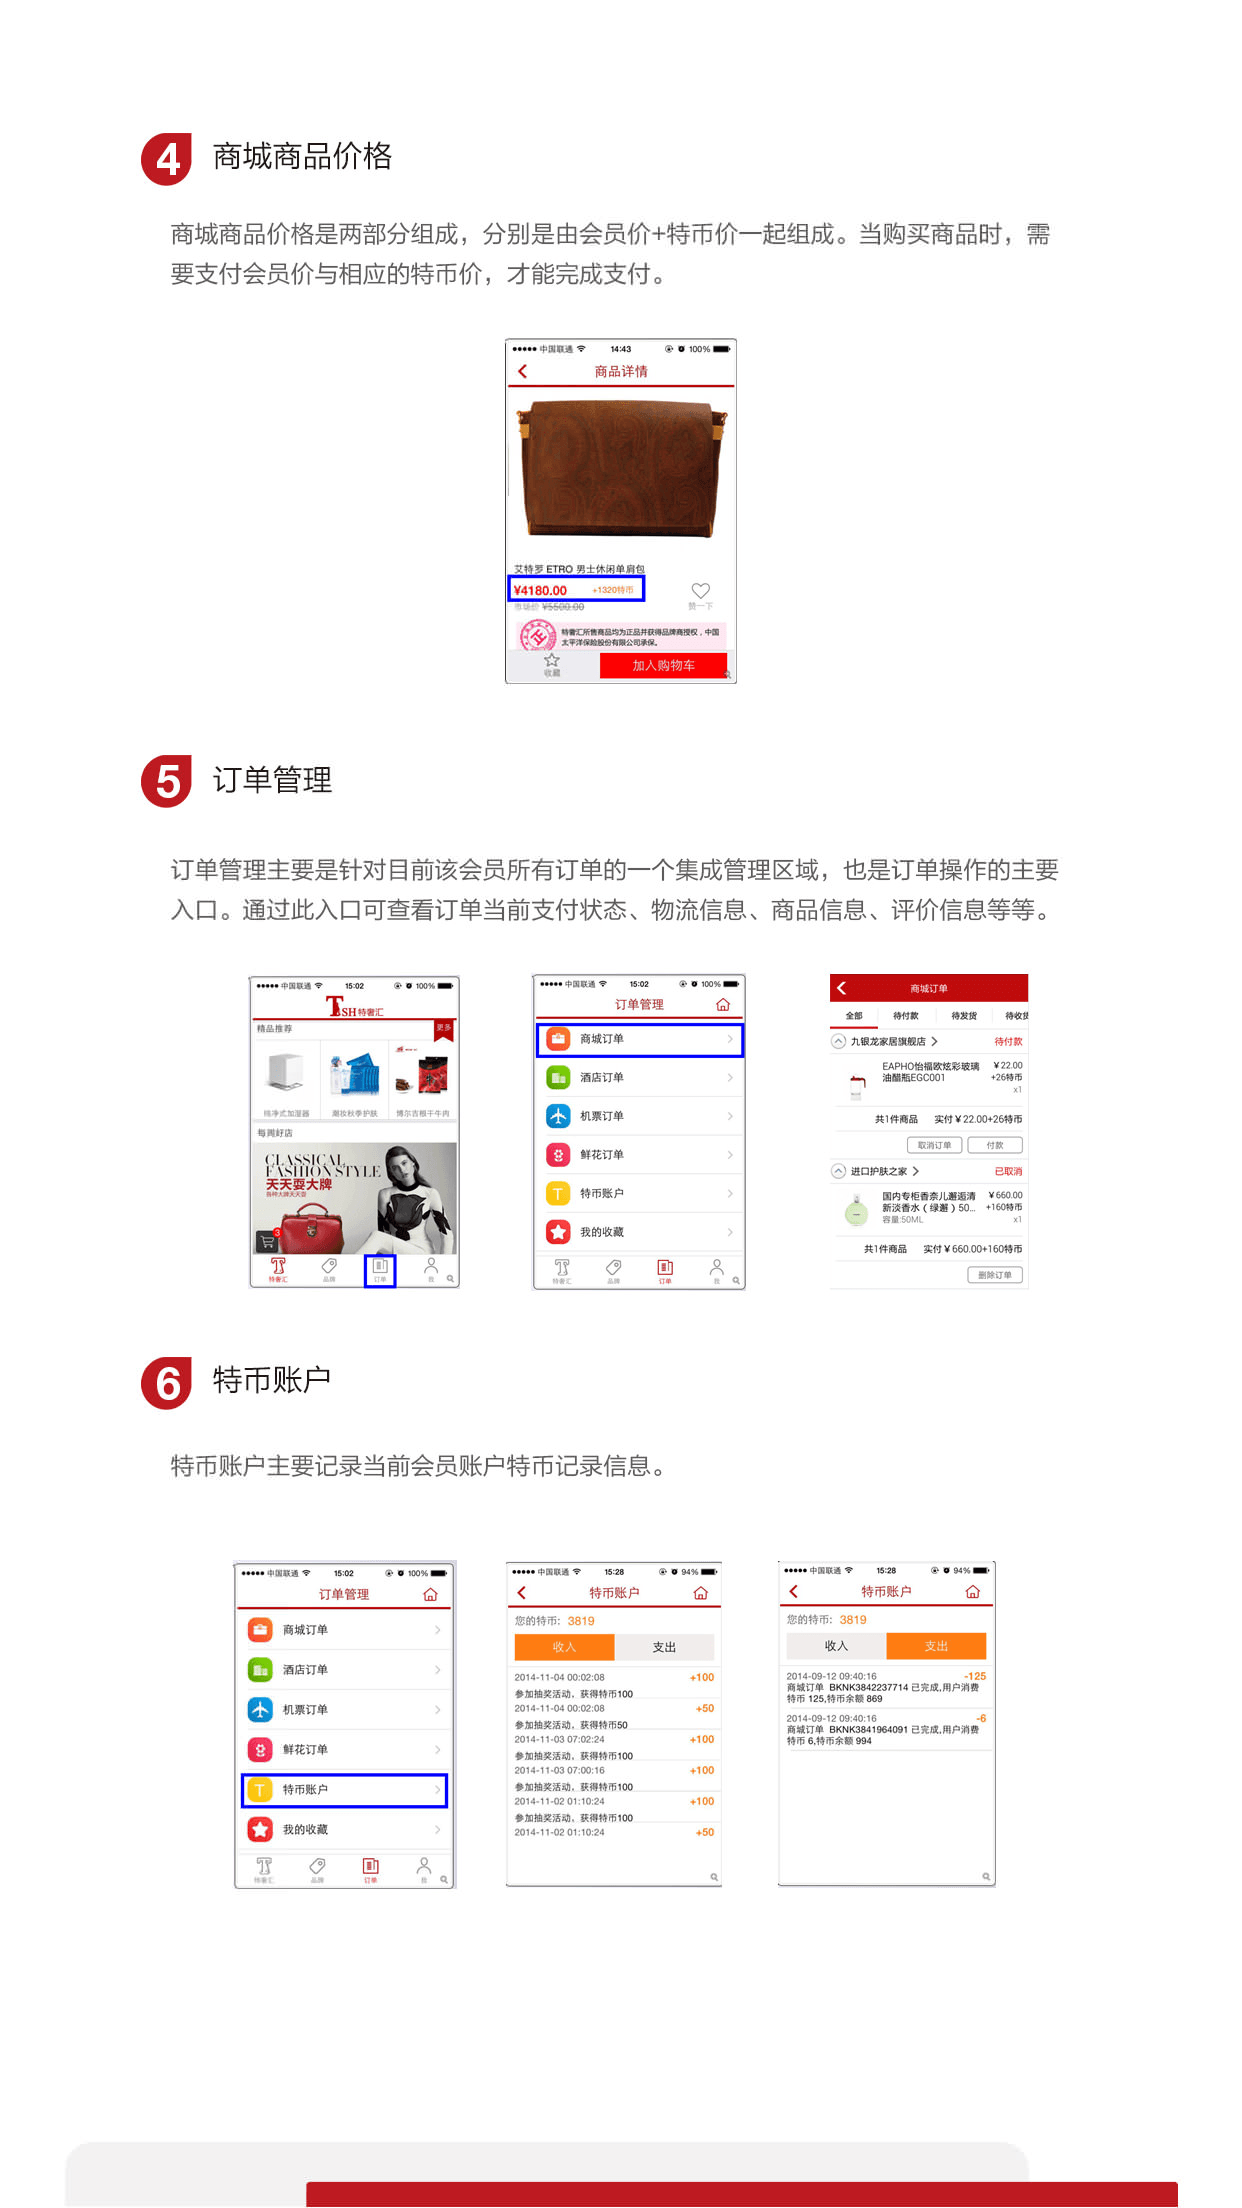 4 商城商品价格
商城商品价格是两部分组成，分别是由会员价+特币价一起组成。当购买商品时，需
要支付会员价与相应的特币价，才能完成支付。
中国联通 14:43 100%
商品详情
艾特罗 ETRO 男士休闲单肩包
¥4180.00 +1320特币
市场价 ¥5500.00 赞一下
正
特奢汇所售商品均为正品并获得品牌商授权，中国
太平洋保险股份有限公司承保。
收藏 加入购物车
5 订单管理
订单管理主要是针对目前该会员所有订单的一个集成管理区域，也是订单操作的主要
入口。通过此入口可查看订单当前支付状态、物流信息、商品信息、评价信息等等。
中国联通 15:02 100%
TSH特奢汇
精品推荐 更多
纯净式加湿器 潮妆秋季护肤 博尔吉根干牛肉
每周好店
CLASSICAL
FASHION STYLE
天天耍大牌
各种大牌天天耍
3
特奢汇 品牌 订单 我
中国联通 15:02 100%
订单管理
商城订单
酒店订单
机票订单
鲜花订单
特币账户
我的收藏
特奢汇 品牌 订单 我
商城订单
全部 待付款 待发货 待收货
九银龙家居旗舰店 待付款
EAPHO怡福欧炫彩玻璃 ¥22.00
油醋瓶EGC001 +26特币
x1
共1件商品 实付¥22.00+26特币
取消订单 付款
进口护肤之家 已取消
国内专柜香奈儿邂逅清 ¥660.00
新淡香水（绿邂）50... +160特币
容量:50ML x1
共1件商品 实付¥660.00+160特币
删除订单
6 特币账户
特币账户主要记录当前会员账户特币记录信息。
中国联通 15:02 100%
订单管理
商城订单
酒店订单
机票订单
鲜花订单
特币账户
我的收藏
特奢汇 品牌 订单 我
中国联通 15:28 94%
特币账户
您的特币: 3819
收入 支出
2014-11-04 00:02:08 +100
参加抽奖活动，获得特币100
2014-11-04 00:02:08 +50
参加抽奖活动，获得特币50
2014-11-03 07:02:24 +100
参加抽奖活动，获得特币100
2014-11-03 07:00:16 +100
参加抽奖活动，获得特币100
2014-11-02 01:10:24 +100
参加抽奖活动，获得特币100
2014-11-02 01:10:24 +50
中国联通 15:28 94%
特币账户
您的特币: 3819
收入 支出
2014-09-12 09:40:16 -125
商城订单 BKNK3842237714 已完成,用户消费
特币 125,特币余额 869
2014-09-12 09:40:16 -6
商城订单 BKNK3841964091 已完成,用户消费
特币 6,特币余额 994